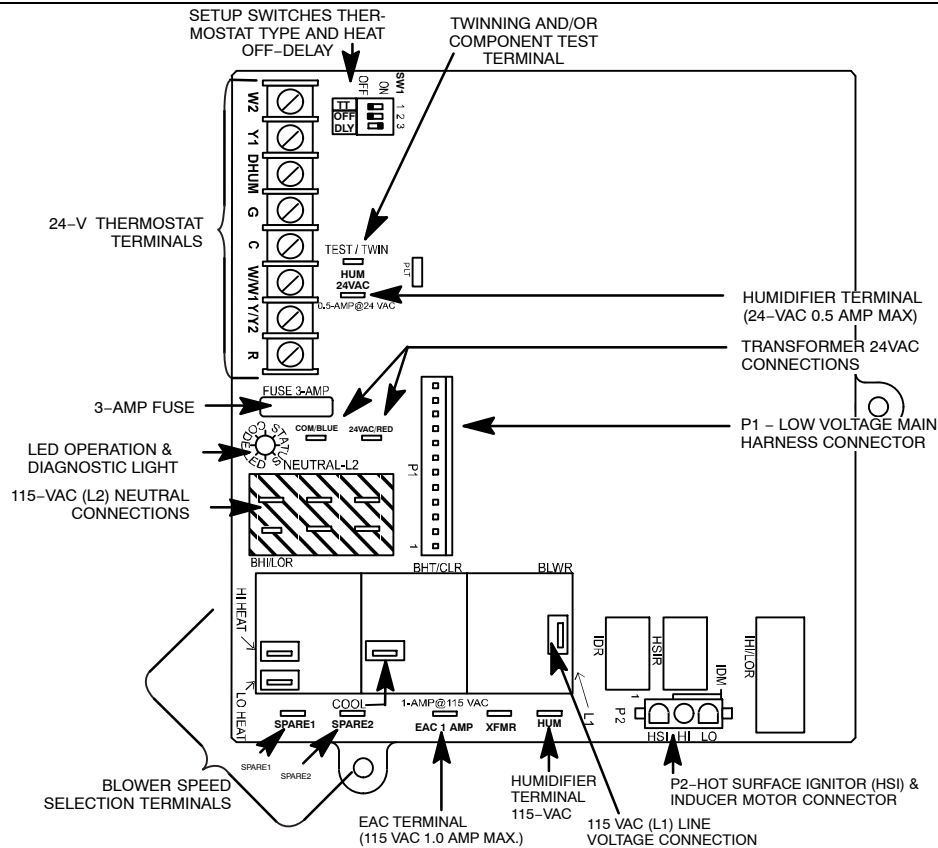 SETUP SWITCHES THER-
MOSTAT TYPE AND HEAT
OFF-DELAY
TWINNING AND/OR
COMPONENT TEST
TERMINAL
SW1
OFF
ON
TT
OFF
DLY
1
2
3
W2
Y1
DHUM
G
C
W/W1
Y/Y2
R
24-V THERMOSTAT
TERMINALS
TEST / TWIN
HUM
24VAC
0.5-AMP@24 VAC
PLT
HUMIDIFIER TERMINAL
(24-VAC 0.5 AMP MAX)
TRANSFORMER 24VAC
CONNECTIONS
FUSE 3-AMP
3-AMP FUSE
COM/BLUE
24VAC/RED
P1 - LOW VOLTAGE MAIN
HARNESS CONNECTOR
STATUS
CODE
LED
LED OPERATION &
DIAGNOSTIC LIGHT
NEUTRAL-L2
P1
1
115-VAC (L2) NEUTRAL
CONNECTIONS
BHI/LOR
BHT/CLR
BLWR
HI HEAT
LO HEAT
COOL
1-AMP@115 VAC
L1
IDR
HSIR
IDM
IHI/LOR
1
P2
HSI
HI
LO
SPARE1
SPARE2
EAC 1 AMP
XFMR
HUM
SPARE1
SPARE2
BLOWER SPEED
SELECTION TERMINALS
EAC TERMINAL
(115 VAC 1.0 AMP MAX.)
HUMIDIFIER
TERMINAL
115-VAC
115 VAC (L1) LINE
VOLTAGE CONNECTION
P2-HOT SURFACE IGNITOR (HSI) &
INDUCER MOTOR CONNECTOR